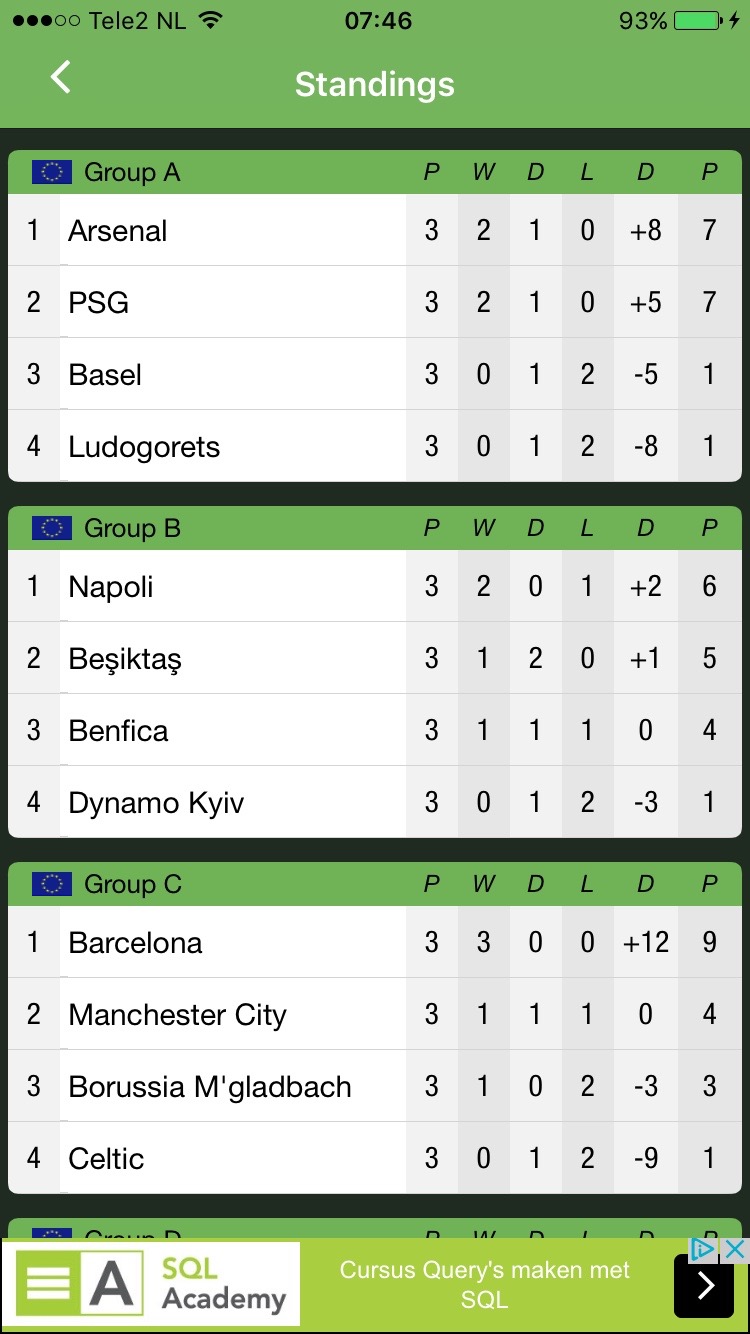 Tele2 NL 07:46 93%
Standings
Group A P W D L D P
1 Arsenal 3 2 1 0 +8 7
2 PSG 3 2 1 0 +5 7
3 Basel 3 0 1 2 -5 1
4 Ludogorets 3 0 1 2 -8 1
Group B P W D L D P
1 Napoli 3 2 0 1 +2 6
2 Beşiktaş 3 1 2 0 +1 5
3 Benfica 3 1 1 1 0 4
4 Dynamo Kyiv 3 0 1 2 -3 1
Group C P W D L D P
1 Barcelona 3 3 0 0 +12 9
2 Manchester City 3 1 1 1 0 4
3 Borussia M'gladbach 3 1 0 2 -3 3
4 Celtic 3 0 1 2 -9 1
Group D P W D L D P
A SQL
Academy
Cursus Query's maken met
SQL